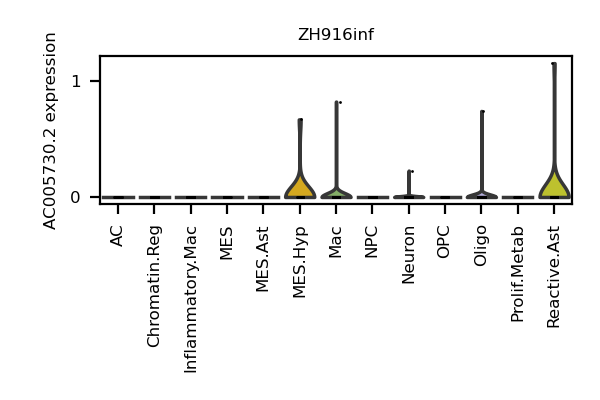 ZH916inf
AC005730.2 expression
1
0
AC
Chromatin.Reg
Inflammatory.Mac
MES
MES.Ast
MES.Hyp
Mac
NPC
Neuron
OPC
Oligo
Prolif.Metab
Reactive.Ast